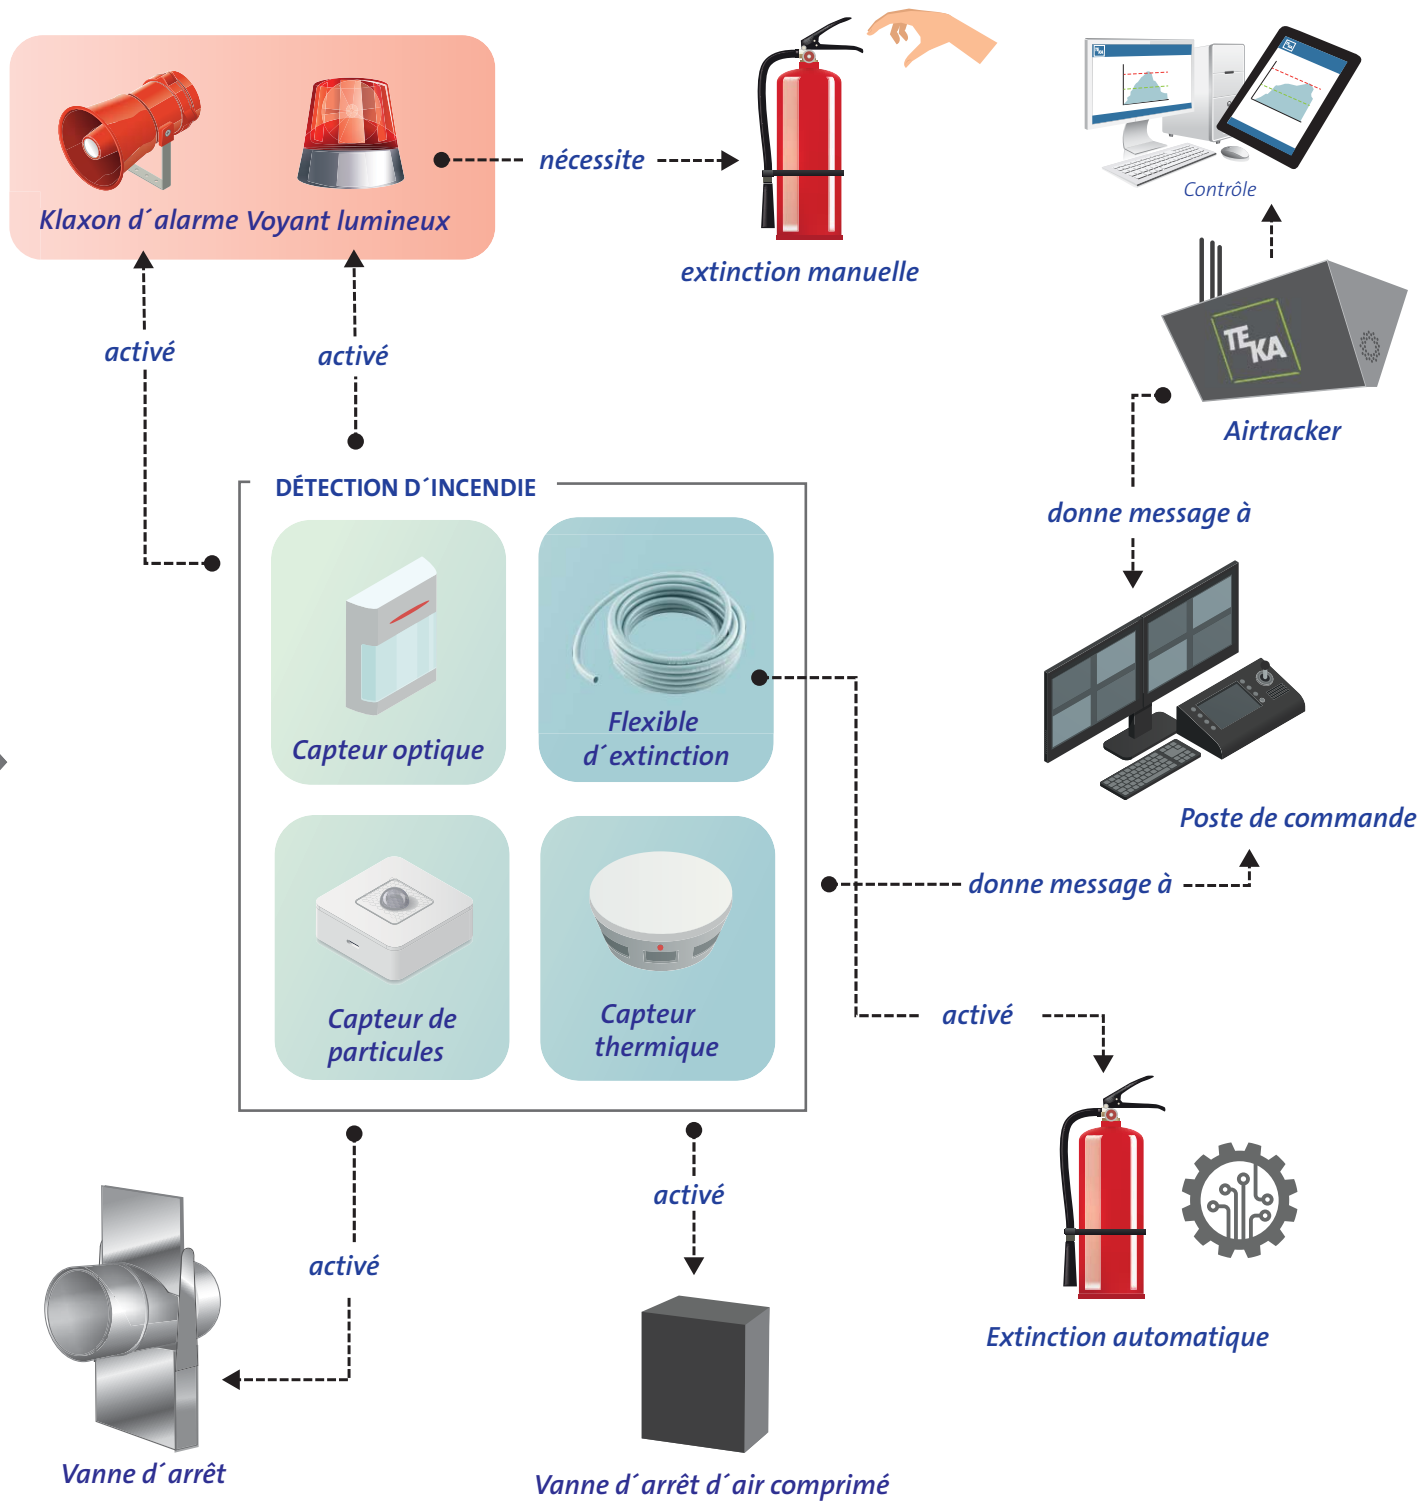 Klaxon d´alarme
Voyant lumineux
nécessite
extinction manuelle
Contrôle
TEKA
Airtracker
activé
activé
donne message à
DÉTECTION D´INCENDIE
Capteur optique
Flexible
d´extinction
Poste de commande
donne message à
Capteur de
particules
Capteur
thermique
activé
activé
activé
Extinction automatique
Vanne d´arrêt
Vanne d´arrêt d´air comprimé